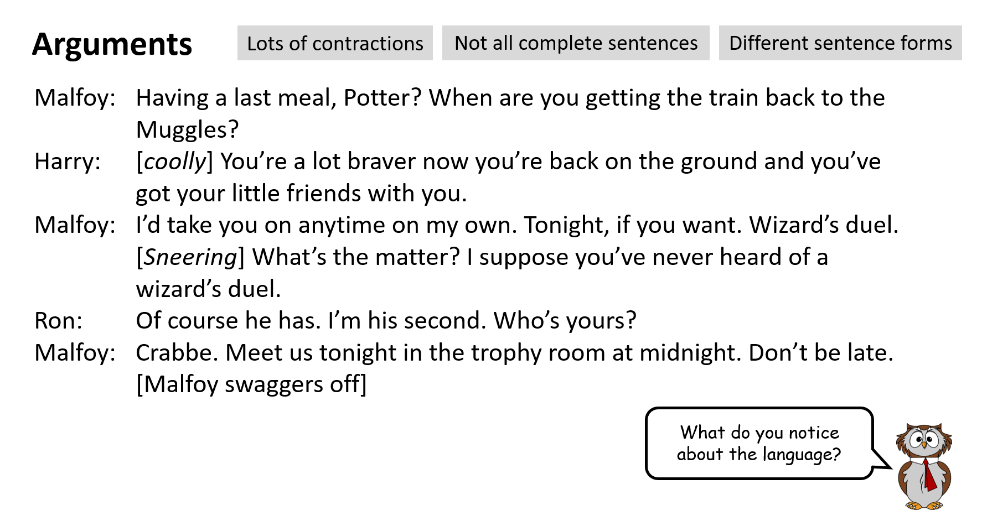 Arguments
Lots of contractions
Not all complete sentences
Different sentence forms
Malfoy: Having a last meal, Potter? When are you getting the train back to the
Muggles?
Harry: [coolly] You’re a lot braver now you’re back on the ground and you’ve
got your little friends with you.
Malfoy: I’d take you on anytime on my own. Tonight, if you want. Wizard’s duel.
[Sneering] What’s the matter? I suppose you’ve never heard of a
wizard’s duel.
Ron: Of course he has. I’m his second. Who’s yours?
Malfoy: Crabbe. Meet us tonight in the trophy room at midnight. Don’t be late.
[Malfoy swaggers off]
What do you notice
about the language?